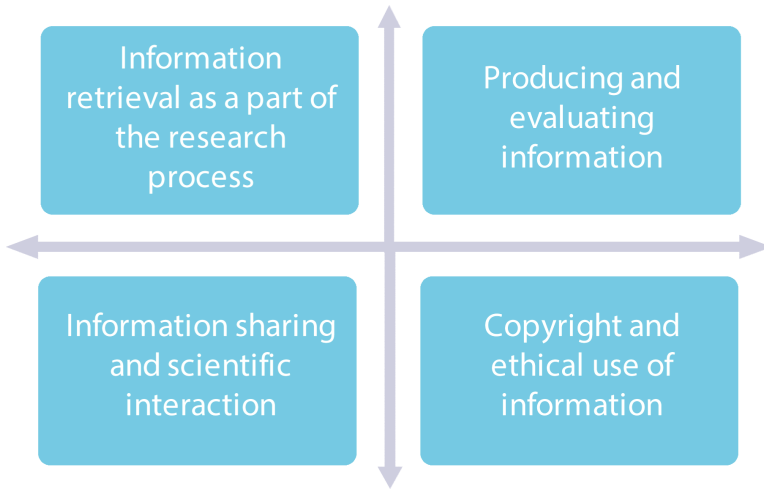 Information
retrieval as a part of
the research
process
Producing and
evaluating
information
Information sharing
and scientific
interaction
Copyright and
ethical use of
information